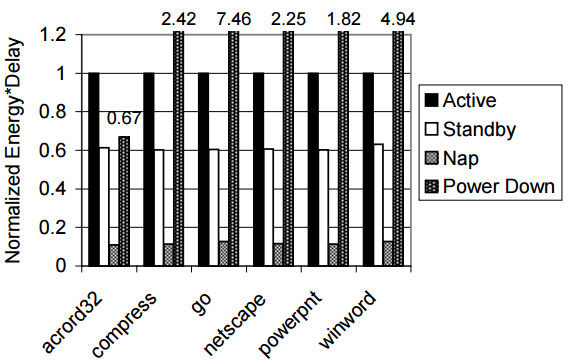 2.42 7.46 2.25 1.82 4.94
1.2
1
0.8
0.6
0.4
0.2
0
Normalized Energy*Delay
0.67
Active
Standby
Nap
Power Down
acrord32
compress
go
netscape
powerpnt
winword